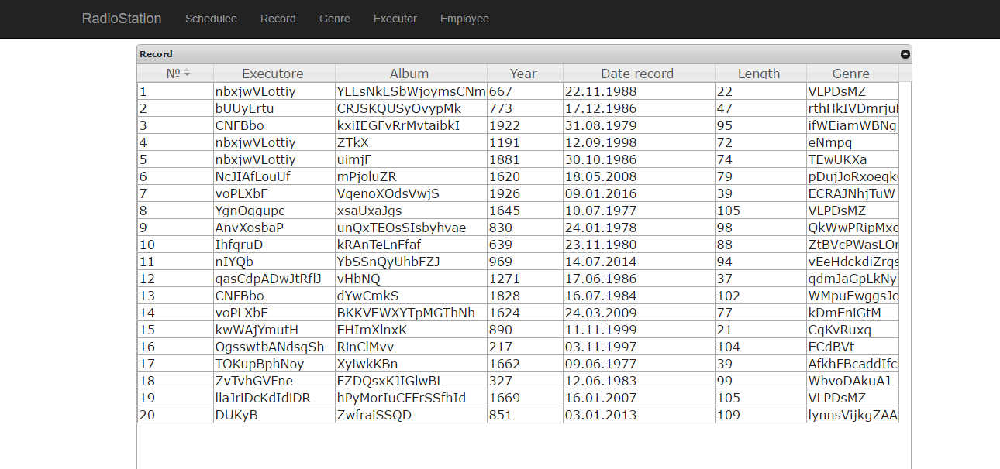 RadioStation Schedulee Record Genre Executor Employee
Record
Nº Executore Album Year Date record Length Genre
1 nbxjwVLottiy YLEsNkESbWjoymsCNm 667 22.11.1988 22 VLPDsMZ
2 bUUyErtu CRJSKQUSyOvypMk 773 17.12.1986 47 rthHkIVDmrju
3 CNFBbo kxiIEGFvRrMvtaibkI 1922 31.08.1979 95 ifWEiamWBNg
4 nbxjwVLottiy ZTkX 1191 12.09.1998 72 eNmpq
5 nbxjwVLottiy uimjF 1881 30.10.1986 74 TEwUKXa
6 NcJIAfLouUf mPjoluZR 1620 18.05.2008 79 pDujJoRxoeqk
7 voPLXbF VqenoXOdsVwjS 1926 09.01.2016 39 ECRAJNhjTuW
8 YgnOqgupc xsaUxaJgs 1645 10.07.1977 105 VLPDsMZ
9 AnvXosbaP unQxTEOsSIsbyhvae 830 24.01.1978 98 QkWwPRipMxo
10 IhfqruD kRAnTeLnFfaf 639 23.11.1980 88 ZtBVcPWasLO
11 nIYQb YbSSnQyUhbFZJ 969 14.07.2014 94 vEeHdckdiZrqs
12 qasCdpADwJtRflJ vHbNQ 1271 17.06.1986 37 qdmJaGpLkNy
13 CNFBbo dYwCmkS 1828 16.07.1984 102 WMpuEwggsJo
14 voPLXbF BKKVEWXYTpMGThNh 1624 24.03.2009 77 kDmEniGtM
15 kwWAjYmutH EHImXlnxK 890 11.11.1999 21 CqKvRuxq
16 OgsswtbANdsqSh RinClMvv 217 03.11.1997 104 ECdBVt
17 TOKupBphNoy XyiwkKBn 1662 09.06.1977 39 AfkhFBcaddIfc
18 ZvTvhGVFne FZDQsxKJIGlwBL 327 12.06.1983 99 WbvoDAkuAJ
19 llaJriDcKdIdiDR hPyMorIuCFFrSSfhId 1669 16.01.2007 105 VLPDsMZ
20 DUKyB ZwfraiSSQD 851 03.01.2013 109 lynnsVijkgZAA